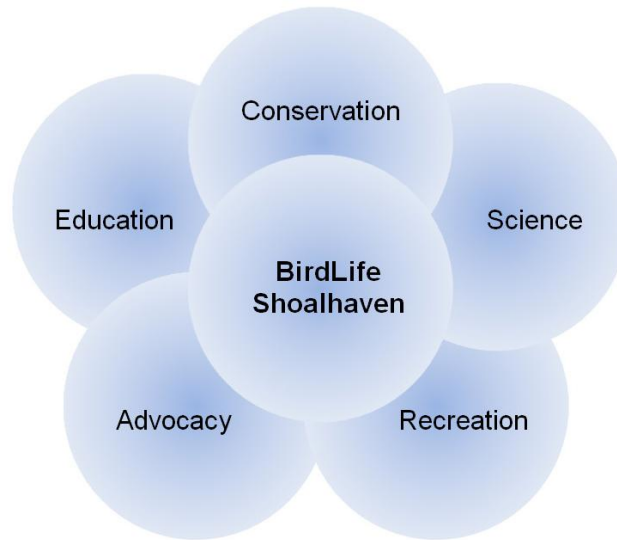 Conservation
Education
Science
BirdLife
Shoalhaven
Advocacy
Recreation